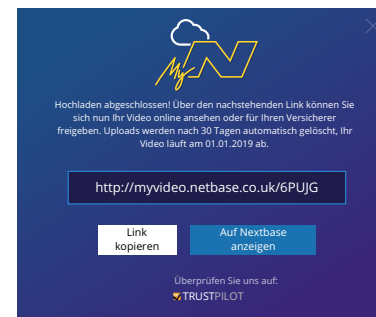 My N
Hochladen abgeschlossen! Über den nachstehenden Link können Sie
sich nun Ihr Video online ansehen oder für Ihren Versicherer
freigeben. Uploads werden nach 30 Tagen automatisch gelöscht, Ihr
Video läuft am 01.01.2019 ab.
http://myvideo.netbase.co.uk/6PUJG
Link
kopieren
Auf Nextbase
anzeigen
Überprüfen Sie uns auf:
TRUSTPILOT